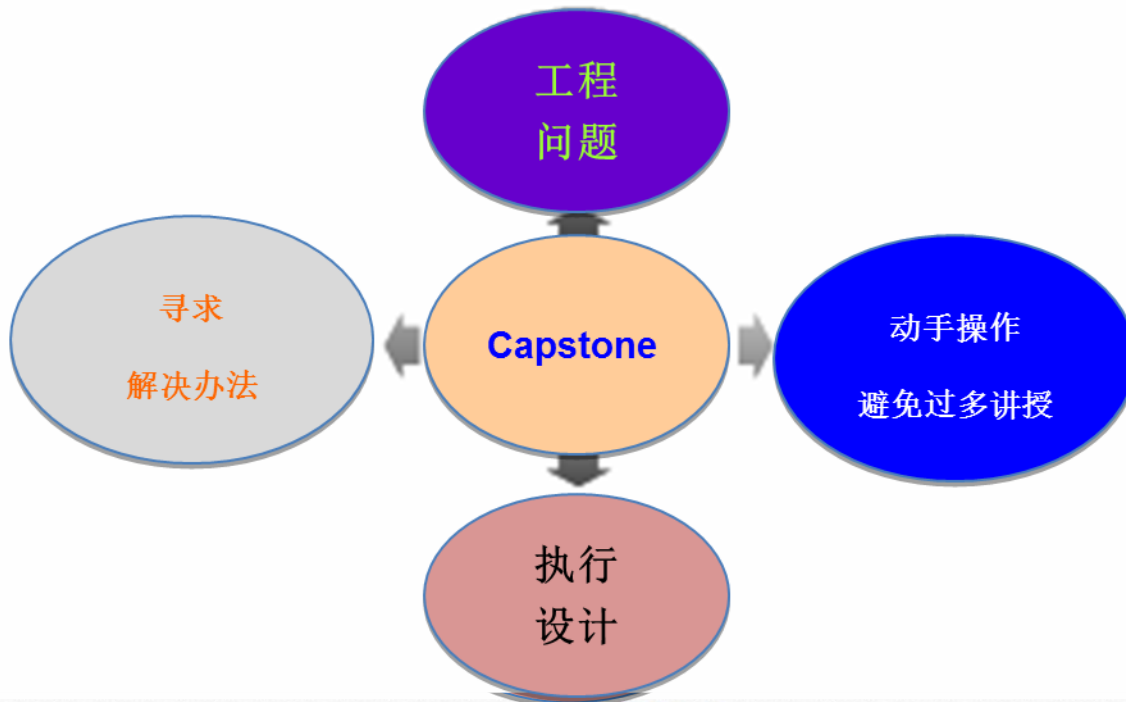 工程
问题
寻求
解决办法
Capstone
动手操作
避免过多讲授
执行
设计